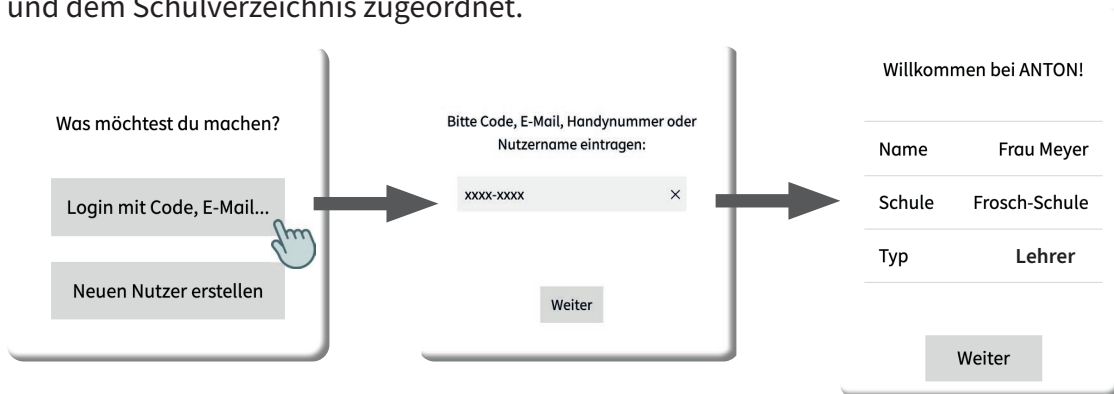 und dem Schulverzeichnis zugeordnet.
Was möchtest du machen?
Login mit Code, E-Mail...
Neuen Nutzer erstellen
Bitte Code, E-Mail, Handynummer oder
Nutzername eintragen:
xxxx-xxxx ×
Weiter
Willkommen bei ANTON!
Name Frau Meyer
Schule Frosch-Schule
Typ Lehrer
Weiter